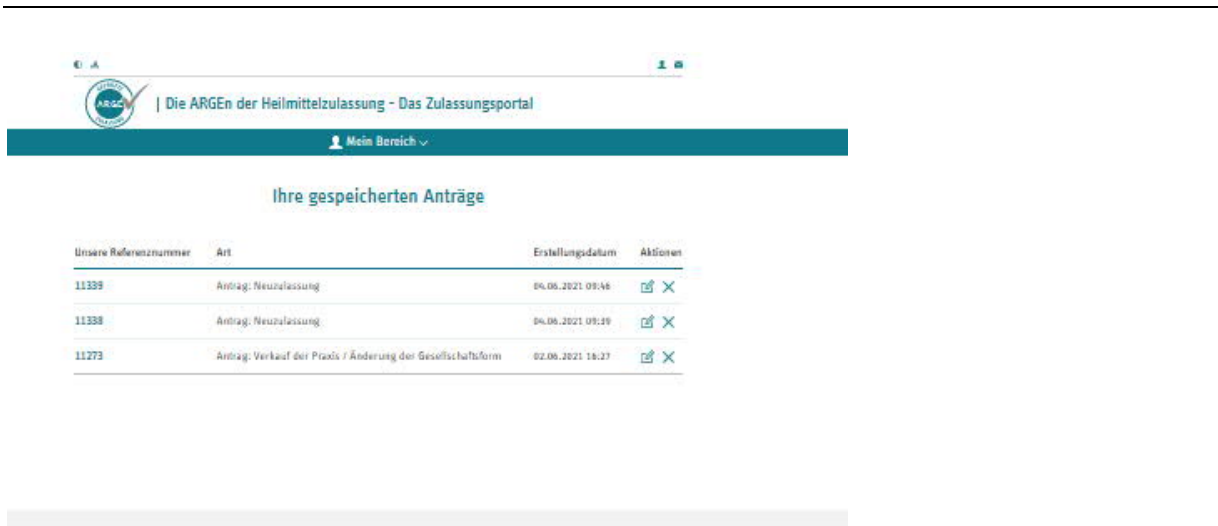 A
ARGE
| Die ARGEn der Heilmittelzulassung - Das Zulassungsportal
Mein Bereich
Ihre gespeicherten Anträge
Unsere Referenznummer Art Erstellungsdatum Aktionen
11339 Antrag: Neuzulassung 04.06.2021 09:46
11338 Antrag: Neuzulassung 04.06.2021 09:39
11273 Antrag: Verkauf der Praxis / Änderung der Gesellschaftsform 02.06.2021 16:27